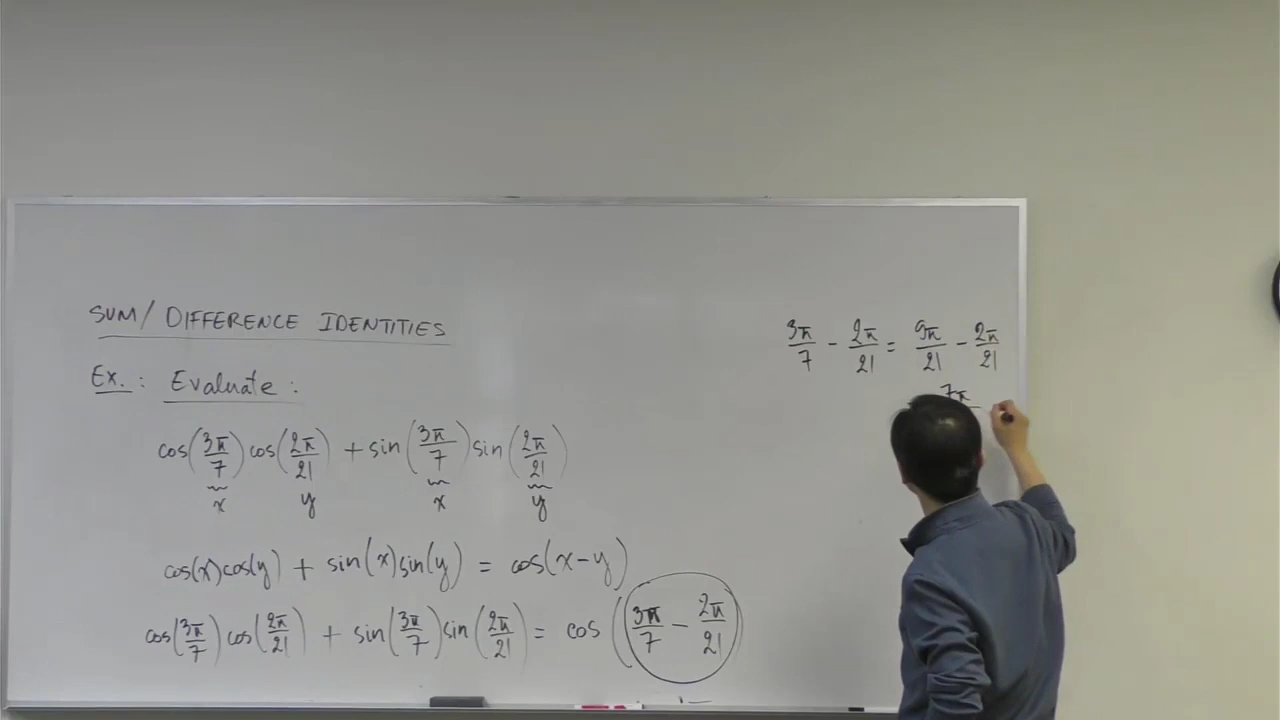 SUM/DIFFERENCE IDENTITIES
Ex.: Evaluate:
cos(3π/7)cos(2π/21) + sin(3π/7)sin(2π/21)
x y x y
cos(x)cos(y) + sin(x)sin(y) = cos(x-y)
cos(3π/7)cos(2π/21) + sin(3π/7)sin(2π/21) = cos(3π/7 - 2π/21)
3π/7 - 2π/21 = 9π/21 - 2π/21
7π